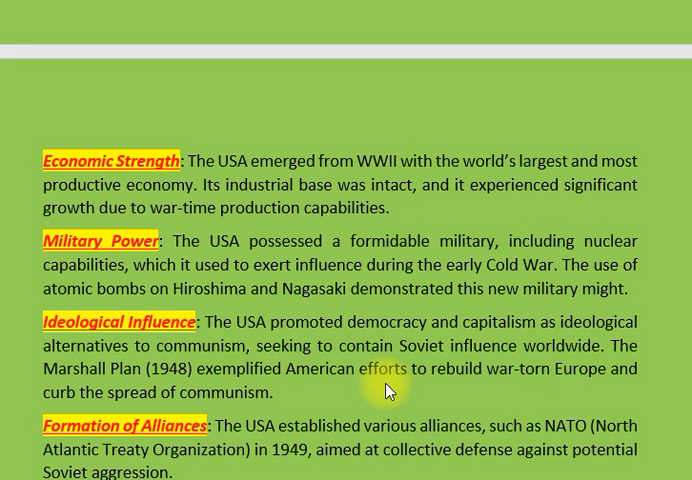 Economic Strength: The USA emerged from WWII with the world's largest and most
productive economy. Its industrial base was intact, and it experienced significant
growth due to war-time production capabilities.
Military Power: The USA possessed a formidable military, including nuclear
capabilities, which it used to exert influence during the early Cold War. The use of
atomic bombs on Hiroshima and Nagasaki demonstrated this new military might.
Ideological Influence: The USA promoted democracy and capitalism as ideological
alternatives to communism, seeking to contain Soviet influence worldwide. The
Marshall Plan (1948) exemplified American efforts to rebuild war-torn Europe and
curb the spread of communism.
Formation of Alliances: The USA established various alliances, such as NATO (North
Atlantic Treaty Organization) in 1949, aimed at collective defense against potential
Soviet aggression.